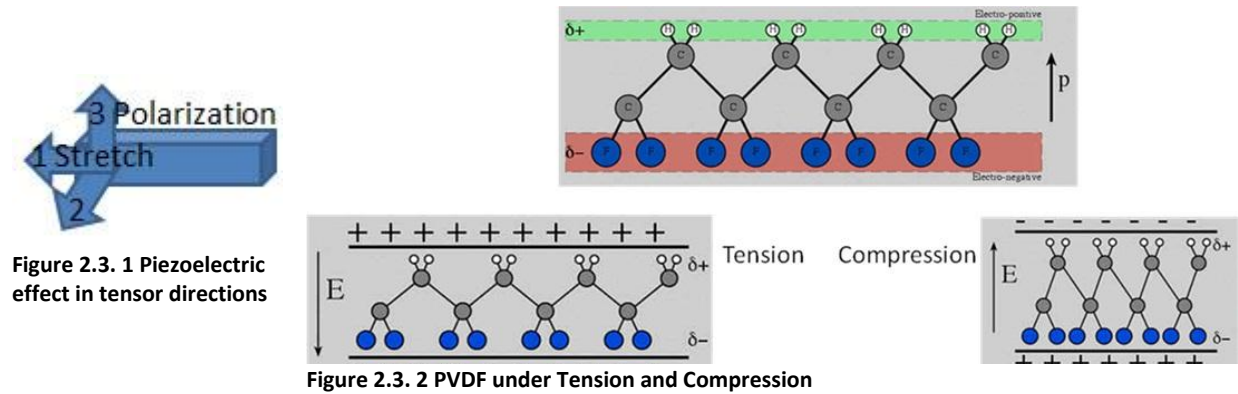 3 Polarization
1 Stretch
2
Figure 2.3. 1 Piezoelectric
effect in tensor directions
Electro-positive
δ+
H H H H H H H H
C C C C
p
C C C C
δ−
F F F F F F F F
Electro-negative
+ + + + + + + + +
E
δ+
δ−
Tension Compression
- - - - - - -
E
δ+
δ−
+ + + + + + +
Figure 2.3. 2 PVDF under Tension and Compression